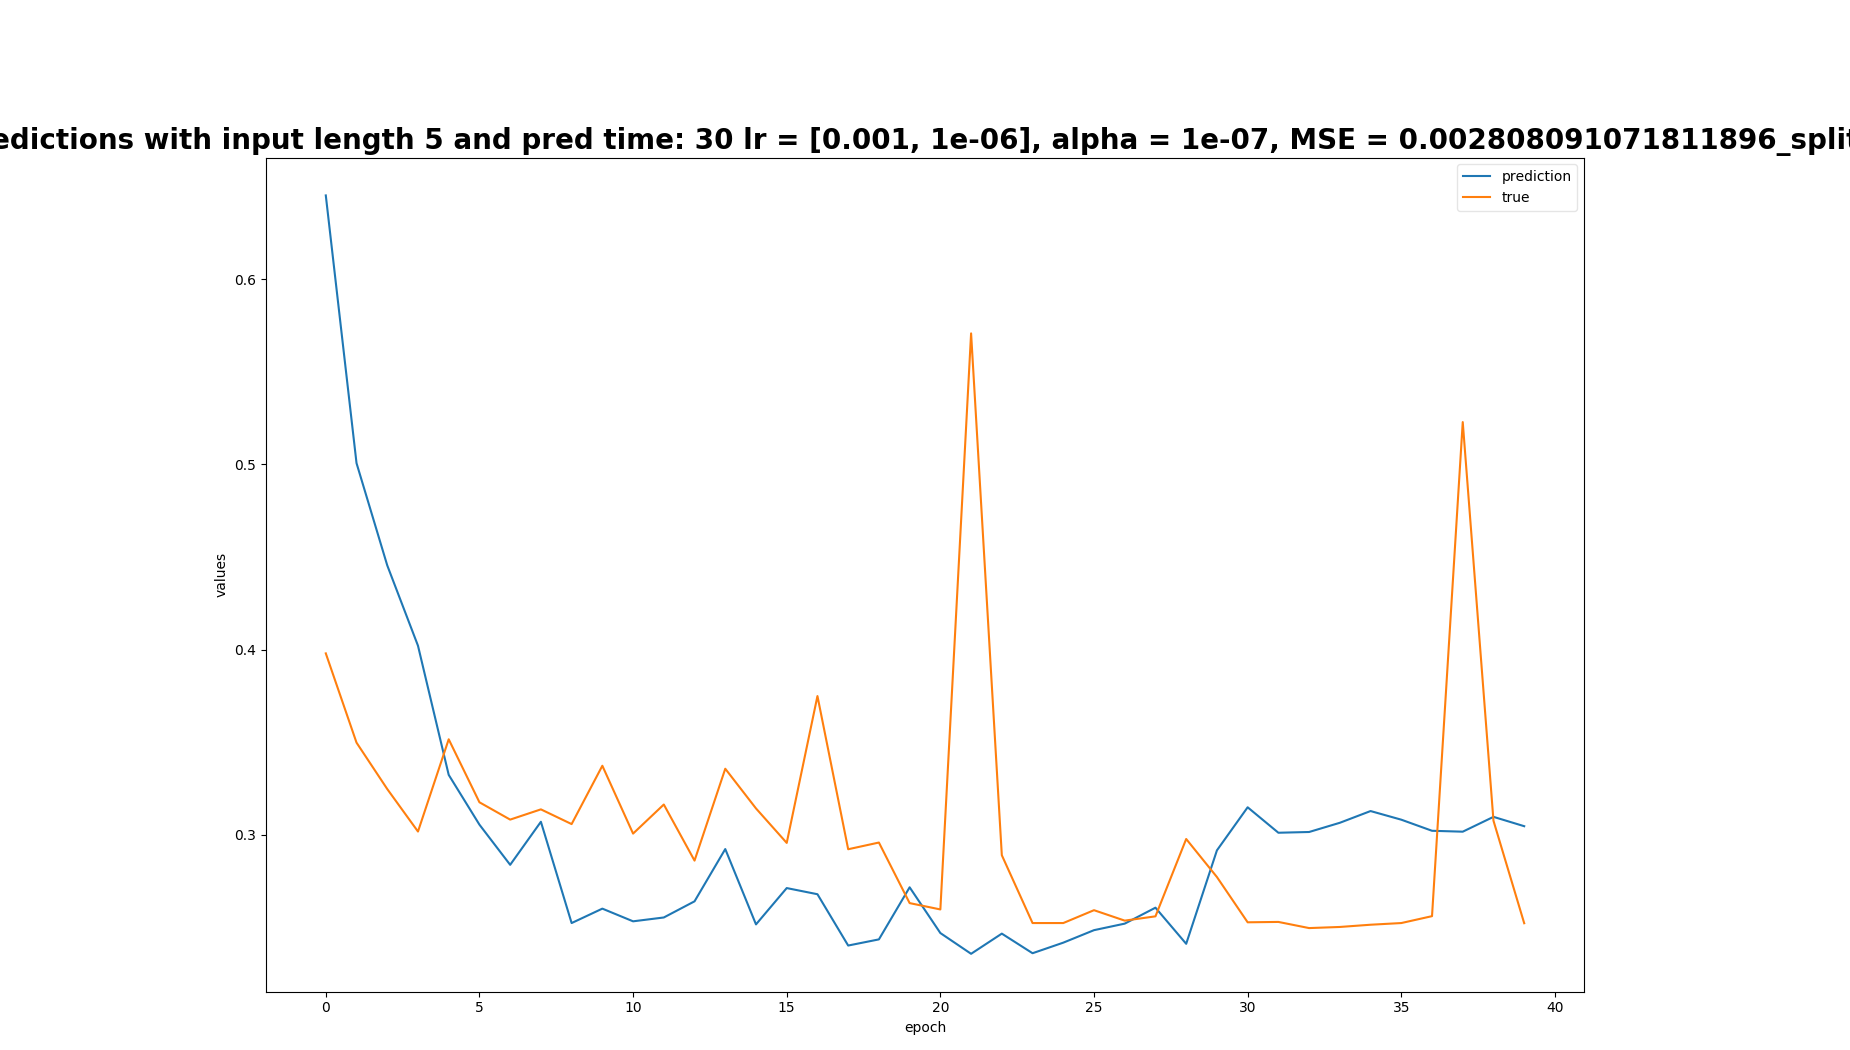 edictions with input length 5 and pred time: 30 lr = [0.001, 1e-06], alpha = 1e-07, MSE = 0.002808091071811896_split
prediction
true
0.6
0.5
0.4
0.3
values
0 5 10 15 20 25 30 35 40
epoch